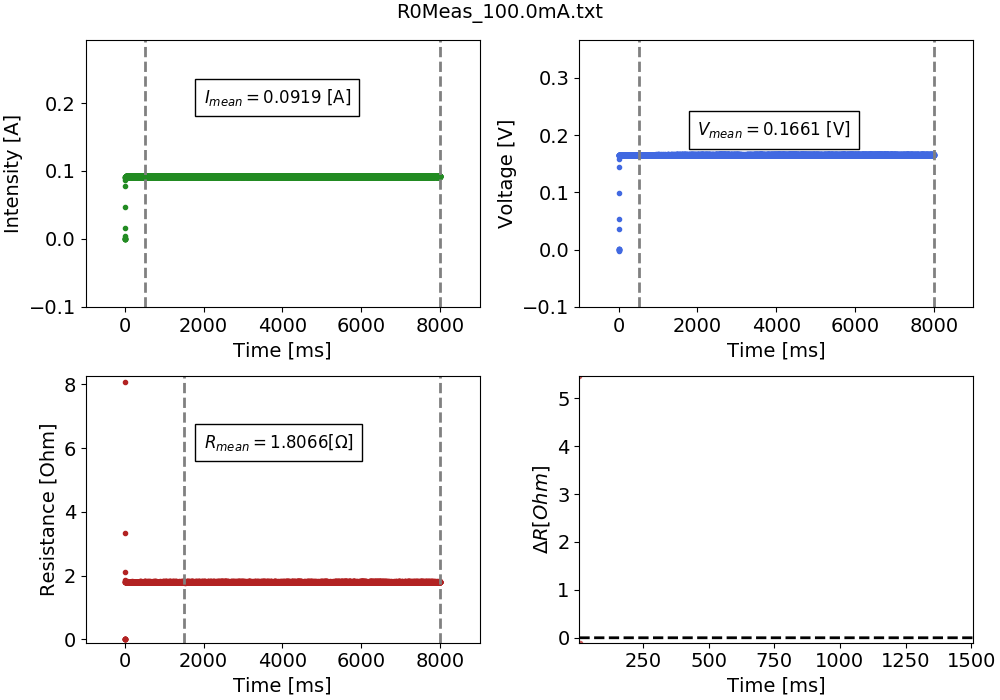 R0Meas_100.0mA.txt
Intensity [A]
0.2
0.1
0.0
−0.1
I_mean = 0.0919 [A]
0 2000 4000 6000 8000
Time [ms]
Voltage [V]
0.3
0.2
0.1
0.0
−0.1
V_mean = 0.1661 [V]
0 2000 4000 6000 8000
Time [ms]
Resistance [Ohm]
8
6
4
2
0
R_mean = 1.8066[Ω]
0 2000 4000 6000 8000
Time [ms]
ΔR[Ohm]
5
4
3
2
1
0
250 500 750 1000 1250 1500
Time [ms]